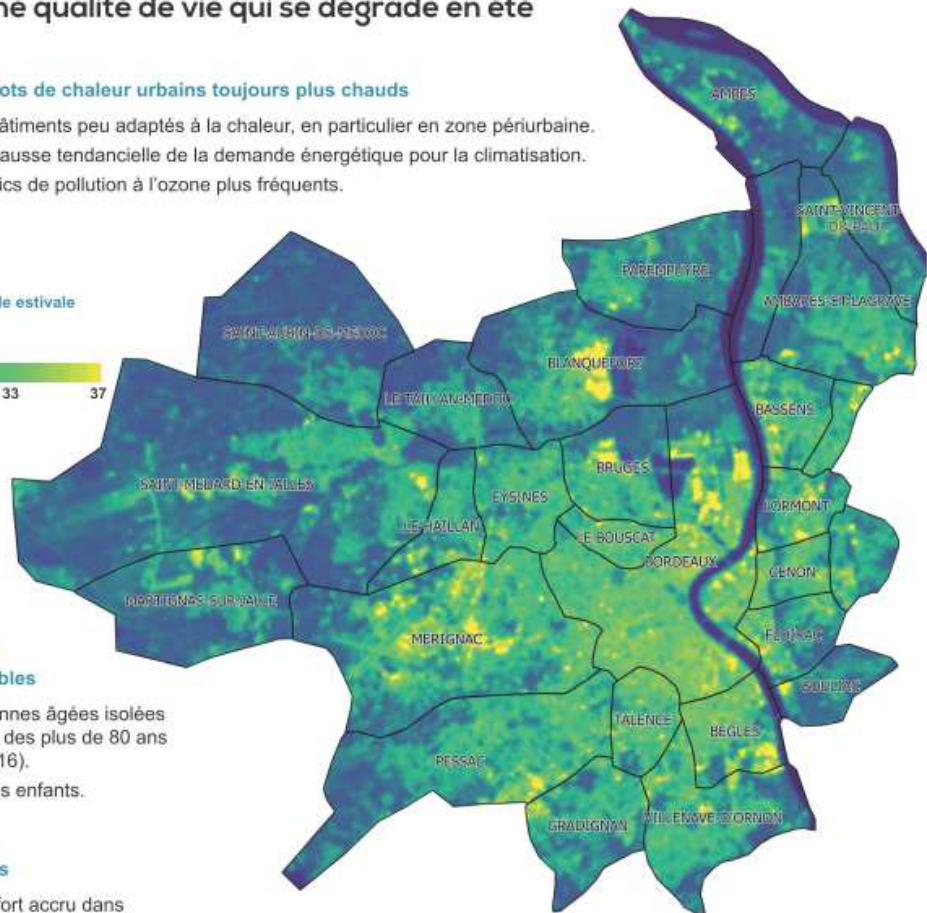 ne qualité de vie qui se dégrade en été
ots de chaleur urbains toujours plus chauds
âtiments peu adaptés à la chaleur, en particulier en zone périurbaine.
ausse tendancielle de la demande énergétique pour la climatisation.
ics de pollution à l'ozone plus fréquents.
le estivale
33 37
AMBES
SAINT-VINCENT
DE-PAUL
PAREMPUYRE
AMBARES-ET-LAGRAVE
SAINT-AUBIN-DE-MEDOC
BLANQUEFORT
LE TAILLAN-MEDOC
BASSENS
BRUGES
SAINT-MEDARD-EN-JALLES
EYSINES
LORMONT
LE HAILLAN
LE BOUSCAT
BORDEAUX
CENON
MARTIGNAS-SUR-JALLE
MERIGNAC
FLOIRAC
bles
BOULIAC
nnes âgées isolées
des plus de 80 ans
16).
s enfants.
TALENCE
BEGLES
PESSAC
GRADIGNAN
VILLENAVE-D'ORNON
s
fort accru dans